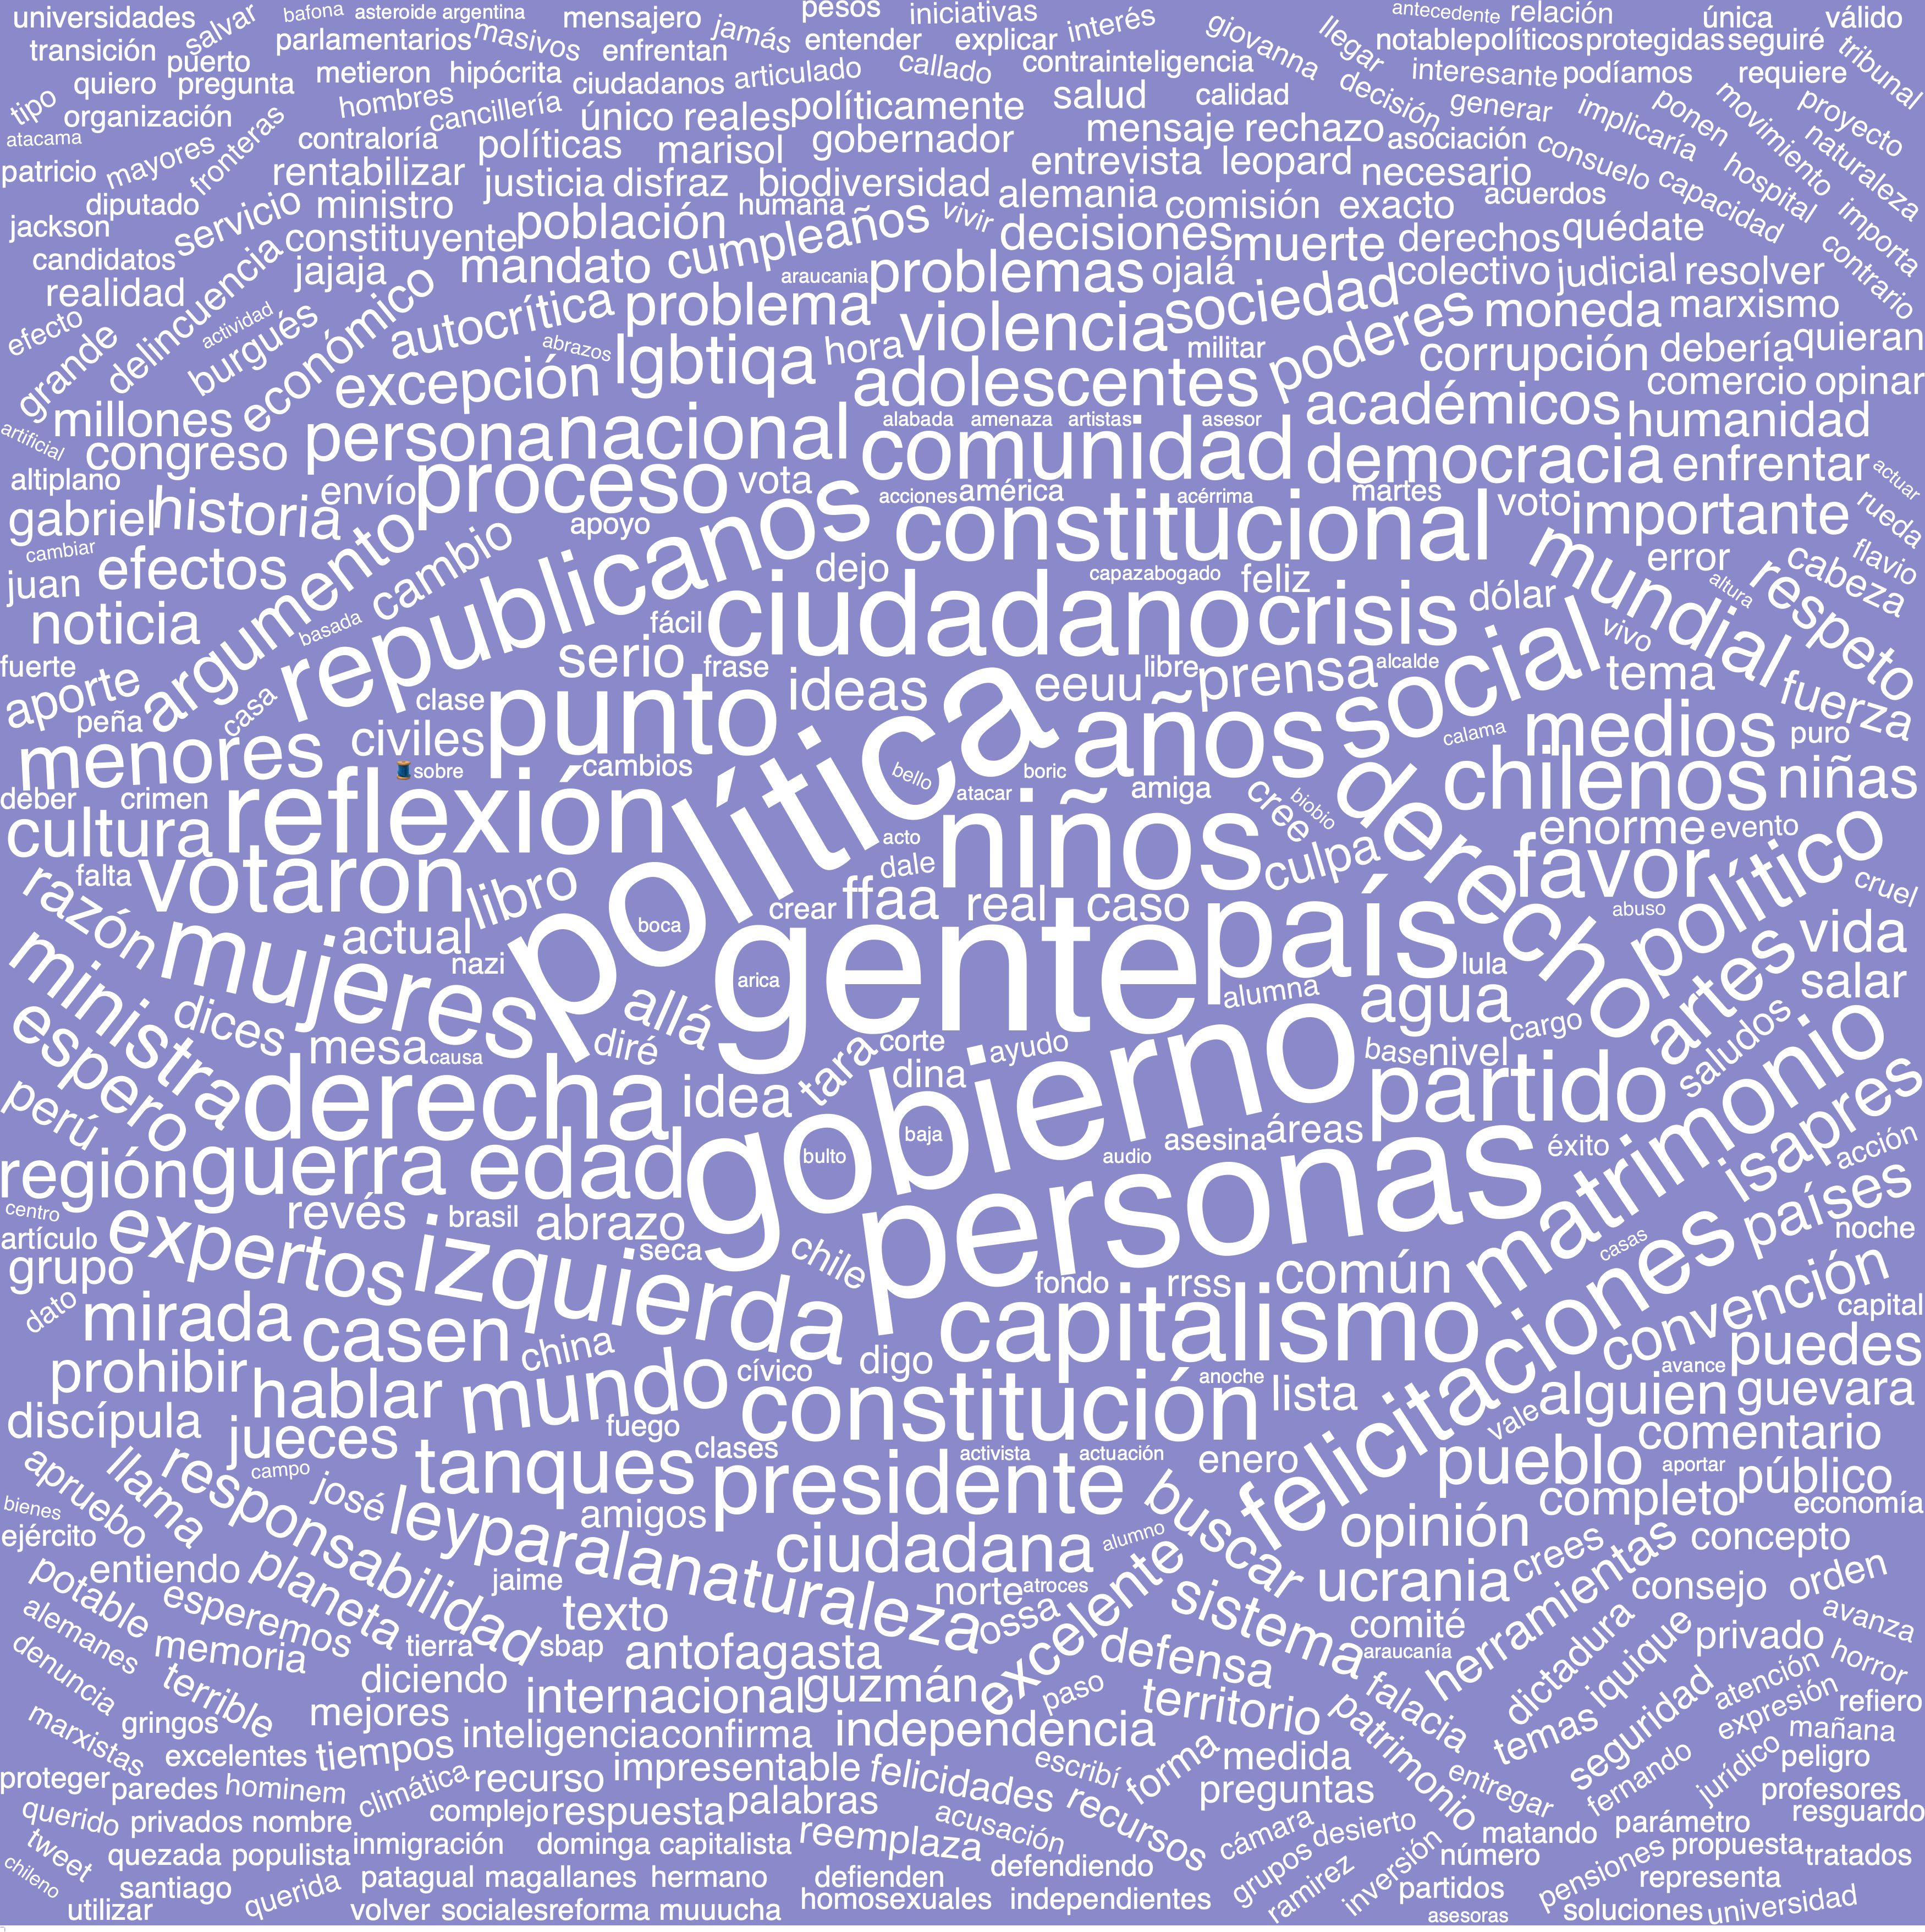 universidades salvar bafona asteroide argentina mensajero jamás pesos iniciativas interés giovanna llegar antecedente relación única válido
transición puerto parlamentarios masivos enfrentan entender explicar notable políticos protegidas seguiré tribunal
tipo quiero pregunta metieron hipócrita ciudadanos articulado callado contrainteligencia decisión interesante podíamos requiere
organización hombres cancillería único reales políticamente salud calidad generar implicaría ponen movimiento proyecto
atacama mayores fronteras contraloría políticas marisol gobernador mensaje rechazo asociación consuelo hospital naturaleza
patricio rentabilizar justicia disfraz biodiversidad entrevista leopard necesario capacidad importa
diputado servicio ministro población humana vivir alemania comisión exacto acuerdos
jackson constituyente cumpleaños decisiones muerte derechos quédate contrario
candidatos delincuencia jajaja mandato araucania problemas ojalá colectivo judicial resolver
realidad actividad económico autocrítica problema violencia sociedad poderes moneda marxismo
efecto grande burgués abrazos lgbtiqa hora militar corrupción debería quieran
millones excepción adolescentes académicos comercio opinar
artificial congreso persona nacional alabada amenaza artistas asesor comunidad democracia humanidad enfrentar actuar
altiplano envío proceso vota acciones américa acérrima martes voto rueda
gabriel historia argumento cambio apoyo republicanos constitucional importante flavio
cambiar juan efectos dejo capaz abogado feliz mundial error cabeza
noticia basada fácil ciudadano crisis dólar altura respeto
fuerte aporte casa serio frase ideas eeuu libre prensa alcalde social vivo tema fuerza
peña menores clase civiles punto política años calama medios puro
🧵 sobre cambios bello boric chilenos niñas
deber crimen reflexión atacar amiga cree biobio derecho enorme evento
cultura acto niños culpa favor
razón falta votaron libro dale político cruel
actual boca crear ffaa real caso abuso vida
ministra mujeres nazi arica gente país lula artes salar
espero dices allá alumna agua cargo saludos
mesa causa diré tara corte ayudo base nivel
perú derecha idea dina gobierno partido matrimonio
baja asesina áreas éxito isapres acción
región guerra edad bulto audio personas
centro revés brasil abrazo países noche
artículo expertos izquierda seca chile casas
grupo fondo rrss común convención
dato mirada casen china capitalismo felicitaciones capital
prohibir hablar mundo cívico digo anoche avance puedes
discípula constitución lista vale alguien guevara
jueces fuego comentario
apruebo llama campo tanques clases activista actuación enero pueblo aportar público
bienes responsabilidad josé presidente buscar completo economía
ejército leyparalanaturaleza amigos opinión
potable entiendo planeta ciudadana alumno crees concepto
alemanes esperemos jaime norte atroces excelente ucrania herramientas consejo orden
texto ossa sistema comité avanza
denuncia memoria tierra sbap antofagasta defensa araucanía dictadura iquique privado
terrible diciendo internacional guzmán paso territorio falacia seguridad atención horror
marxistas gringos mejores patrimonio temas expresión refiero
excelentes tiempos inteligencia confirma independencia medida mañana
proteger paredes hominem climática recurso impresentable felicidades escribí forma preguntas entregar fernando jurídico peligro profesores
querido privados nombre complejo respuesta palabras acusación recursos cámara desierto parámetro resguardo
tweet quezada populista inmigración dominga capitalista reemplaza matando propuesta tratados
chileno santiago patagual magallanes hermano defienden defendiendo grupos inversión número representa
utilizar querida volver sociales reforma muuucha homosexuales independientes ramirez partidos pensiones
asesoras soluciones universidad